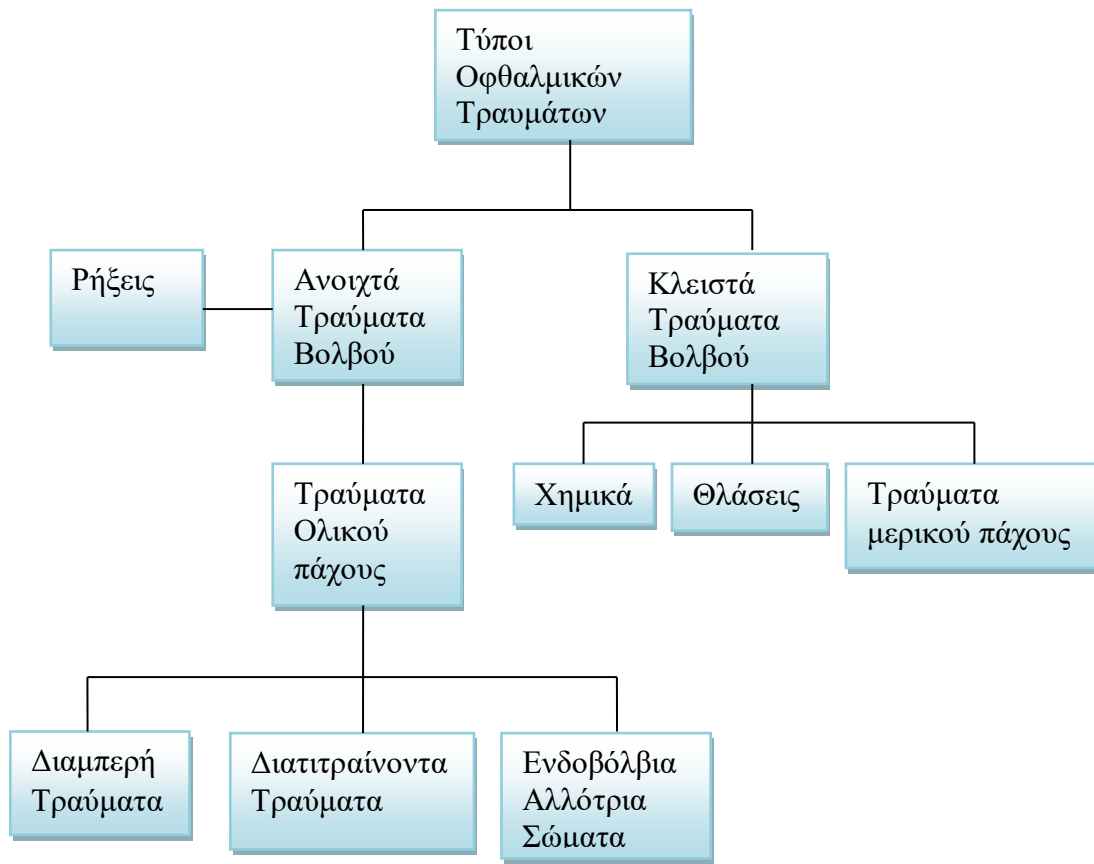 Τύποι
Οφθαλμικών
Τραυμάτων
Ρήξεις
Ανοιχτά
Τραύματα
Βολβού
Κλειστά
Τραύματα
Βολβού
Τραύματα
Ολικού
πάχους
Χημικά
Θλάσεις
Τραύματα
μερικού πάχους
Διαμπερή
Τραύματα
Διατιτραίνοντα
Τραύματα
Ενδοβόλβια
Αλλότρια
Σώματα